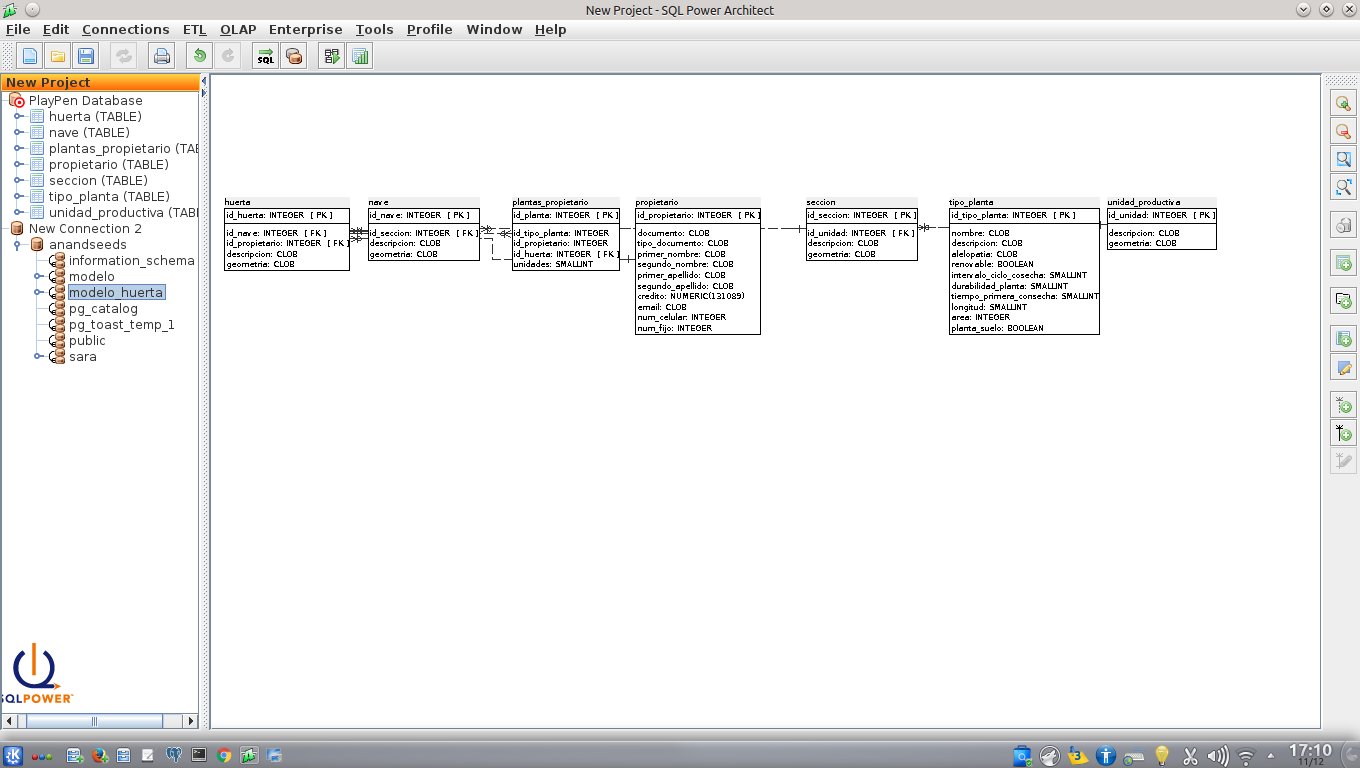 New Project - SQL Power Architect
File Edit Connections ETL OLAP Enterprise Tools Profile Window Help
SQL
New Project
PlayPen Database
huerta (TABLE)
nave (TABLE)
plantas_propietario (TAB
propietario (TABLE)
seccion (TABLE)
tipo_planta (TABLE)
unidad_productiva (TABL
New Connection 2
anandseeds
information_schema
modelo
modelo_huerta
pg_catalog
pg_toast_temp_1
public
sara
SQLPOWER
huerta
id_huerta: INTEGER [ PK ]
id_nave: INTEGER [ FK ]
id_propietario: INTEGER [ FK ]
descripcion: CLOB
geometria: CLOB
nave
id_nave: INTEGER [ PK ]
id_seccion: INTEGER [ FK ]
descripcion: CLOB
geometria: CLOB
plantas_propietario
id_planta: INTEGER [ PK ]
id_tipo_planta: INTEGER
id_propietario: INTEGER
id_huerta: INTEGER [ FK ]
unidades: SMALLINT
propietario
id_propietario: INTEGER [ PK ]
documento: CLOB
tipo_documento: CLOB
primer_nombre: CLOB
segundo_nombre: CLOB
primer_apellido: CLOB
segundo_apellido: CLOB
credito: NUMERIC(131089)
email: CLOB
num_celular: INTEGER
num_fijo: INTEGER
seccion
id_seccion: INTEGER [ PK ]
id_unidad: INTEGER [ FK ]
descripcion: CLOB
geometria: CLOB
tipo_planta
id_tipo_planta: INTEGER [ PK ]
nombre: CLOB
descripcion: CLOB
alelopatia: CLOB
renovable: BOOLEAN
intervalo_ciclo_cosecha: SMALLINT
durabilidad_planta: SMALLINT
tiempo_primera_consecha: SMALLINT
longitud: SMALLINT
area: INTEGER
planta_suelo: BOOLEAN
unidad_productiva
id_unidad: INTEGER [ PK ]
descripcion: CLOB
geometria: CLOB
3
17:10
11/12